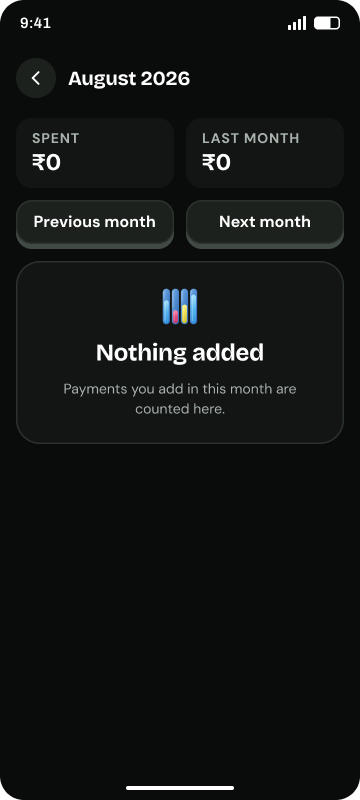 9:41
August 2026
SPENT
₹0
LAST MONTH
₹0
Previous month
Next month
Nothing added
Payments you add in this month are
counted here.